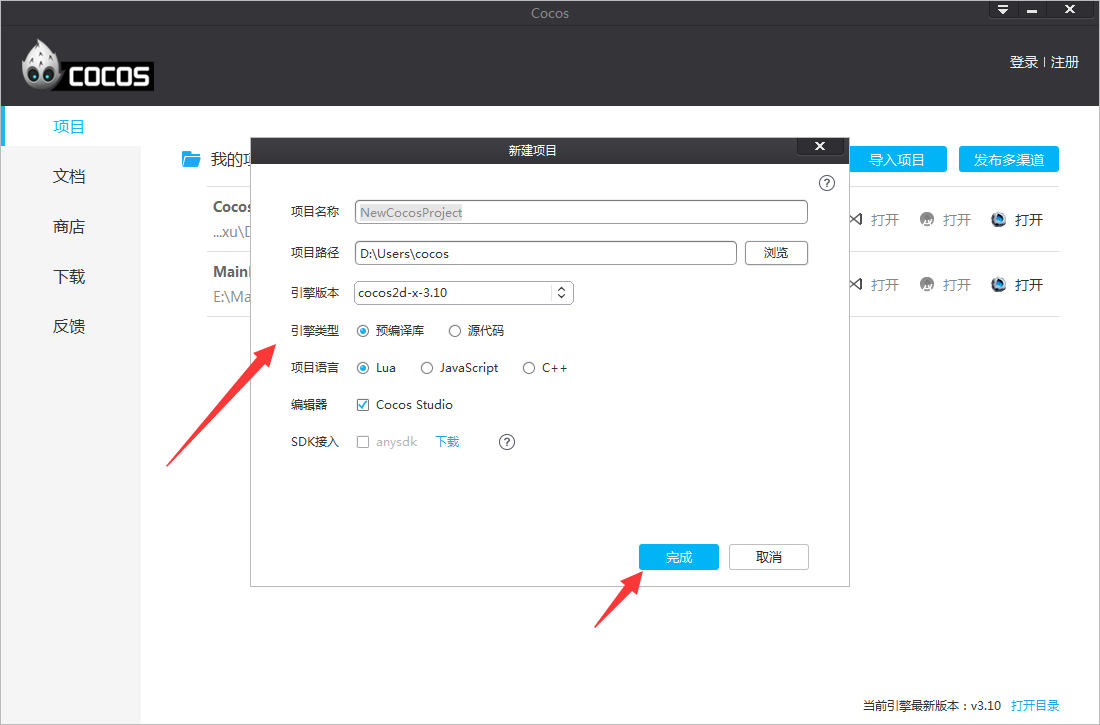 Cocos
COCOS
登录 | 注册
项目
文档
商店
下载
反馈
我的项
导入项目
发布多渠道
Cocos
...xu\D
打开 打开 打开
MainI
E:\Ma
打开 打开 打开
新建项目
项目名称 NewCocosProject
项目路径 D:\Users\cocos 浏览
引擎版本 cocos2d-x-3.10
引擎类型 预编译库 源代码
项目语言 Lua JavaScript C++
编辑器 Cocos Studio
SDK接入 anysdk 下载 ?
完成 取消
当前引擎最新版本：v3.10 打开目录